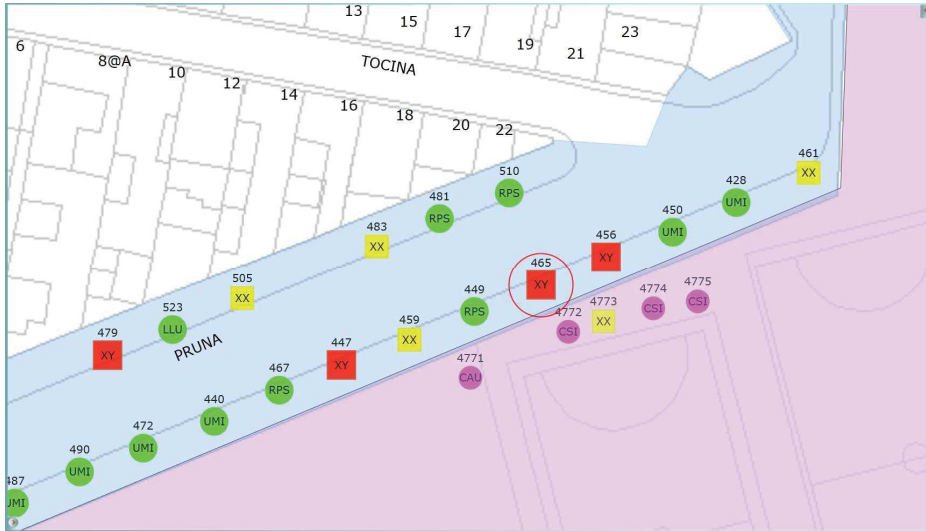 13
15
17
19
21
23
6
8@A
10
12
14
16
18
20
22
TOCINA
461
XX
428
UMI
510
RPS
481
RPS
450
UMI
483
XX
456
XY
465
XY
505
XX
4774
CSI
4775
CSI
4773
XX
4772
CSI
449
RPS
523
LLU
459
XX
479
XY
PRUNA
447
XY
4771
CAU
467
RPS
440
UMI
472
UMI
490
UMI
487
UMI